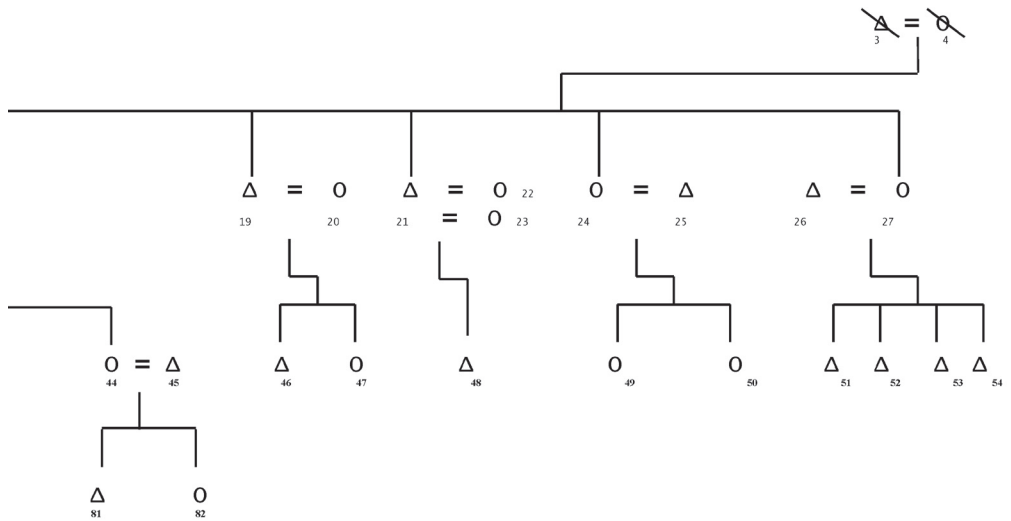 Δ = O
3 4
Δ = O Δ = O 22 O = Δ Δ = O
= O 23
19 20 21 24 25 26 27
O = Δ Δ O Δ O O Δ Δ Δ Δ
44 45 46 47 48 49 50 51 52 53 54
Δ O
81 82